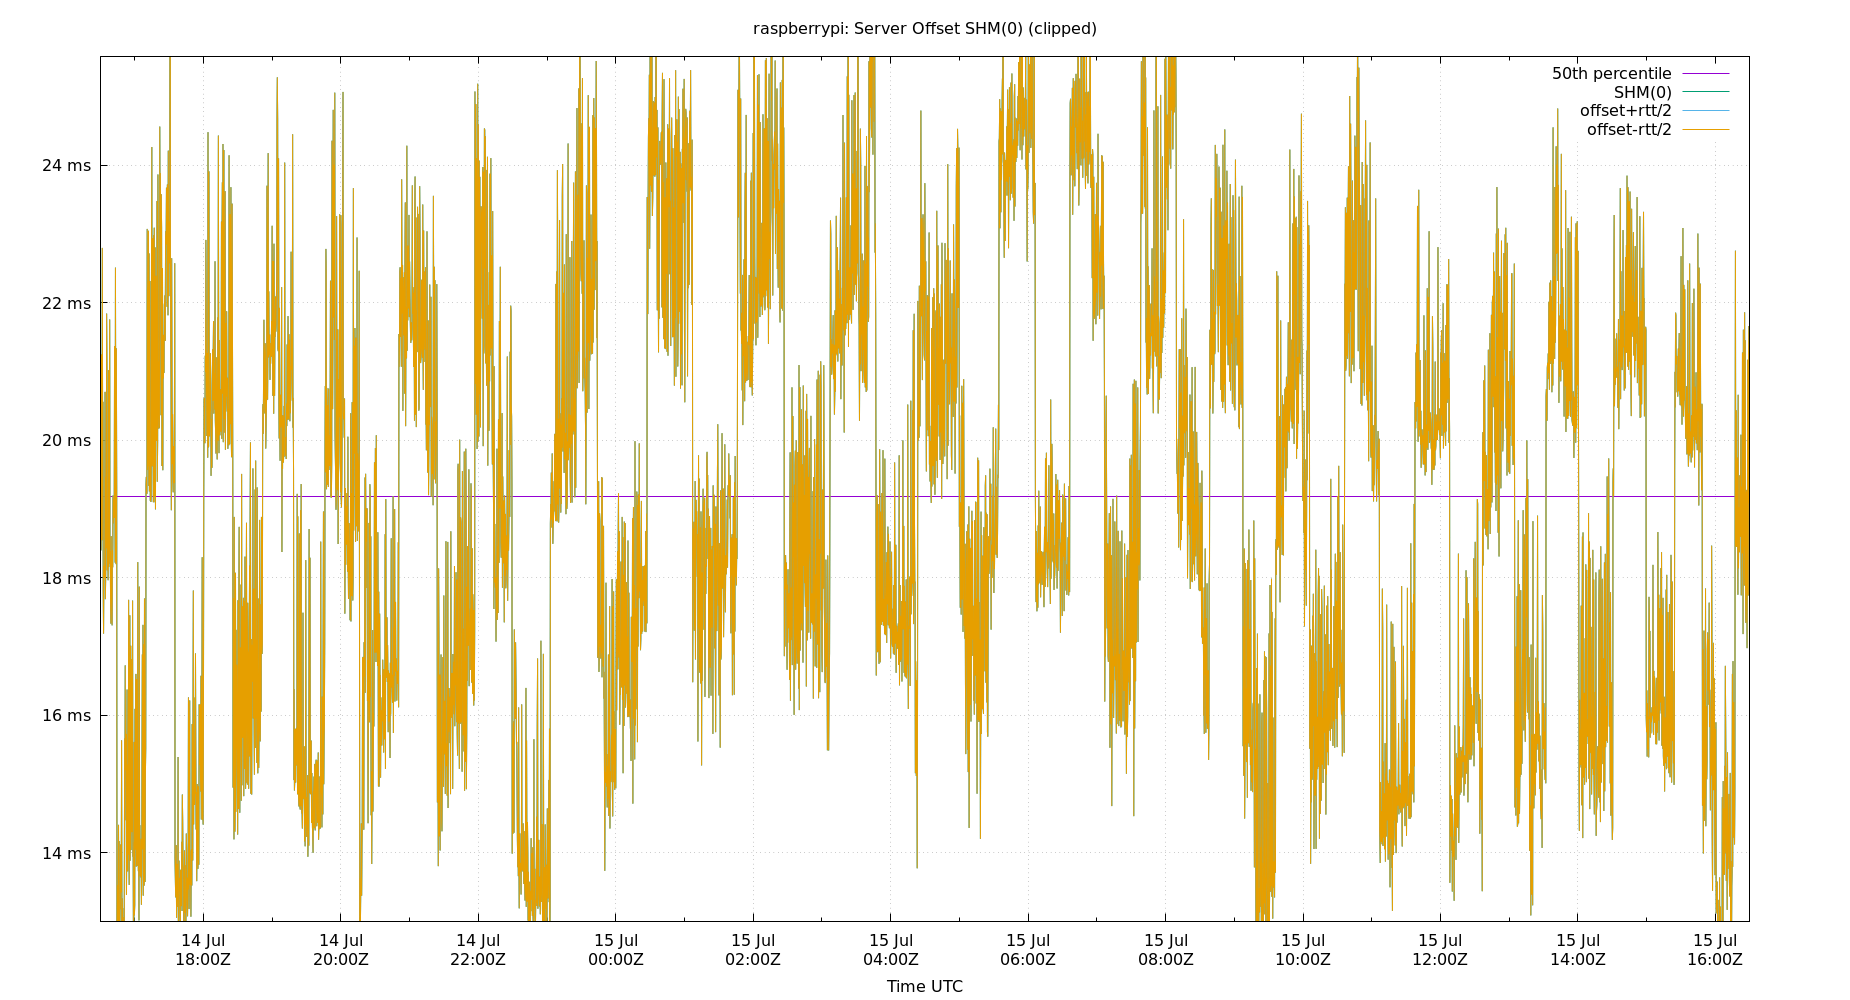 raspberrypi: Server Offset SHM(0) (clipped)
50th percentile
SHM(0)
offset+rtt/2
offset-rtt/2
24 ms
22 ms
20 ms
18 ms
16 ms
14 ms
14 Jul 14 Jul 14 Jul 15 Jul 15 Jul 15 Jul 15 Jul 15 Jul 15 Jul 15 Jul 15 Jul 15 Jul
18:00Z 20:00Z 22:00Z 00:00Z 02:00Z 04:00Z 06:00Z 08:00Z 10:00Z 12:00Z 14:00Z 16:00Z
Time UTC